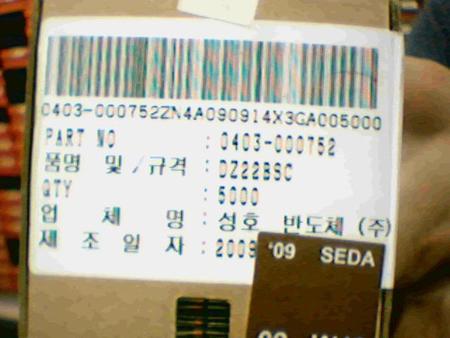 0403-000752ZN4A090914X3GA005000
PART NO : 0403-000752
품명 및 /규격 : DZ22BSC
QTY : 5000
업 체 명 : 성호 반도체 (주)
제 조 일 자 : 2009
'09 SEDA